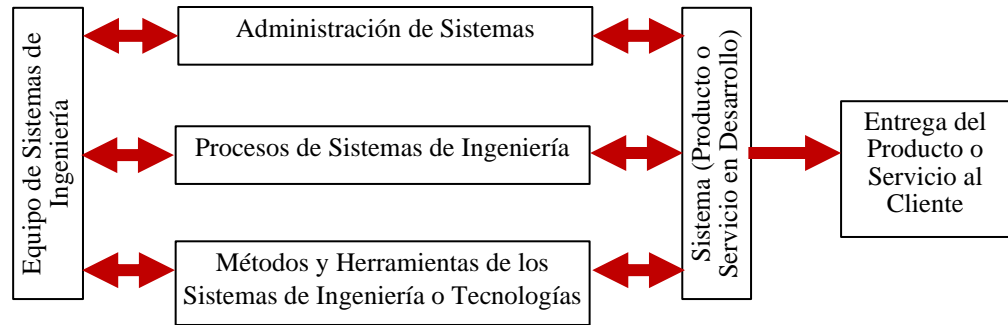 Equipo de Sistemas de
Ingeniería
Administración de Sistemas
Procesos de Sistemas de Ingeniería
Métodos y Herramientas de los
Sistemas de Ingeniería o Tecnologías
Sistema (Producto o
Servicio en Desarrollo)
Entrega del
Producto o
Servicio al
Cliente